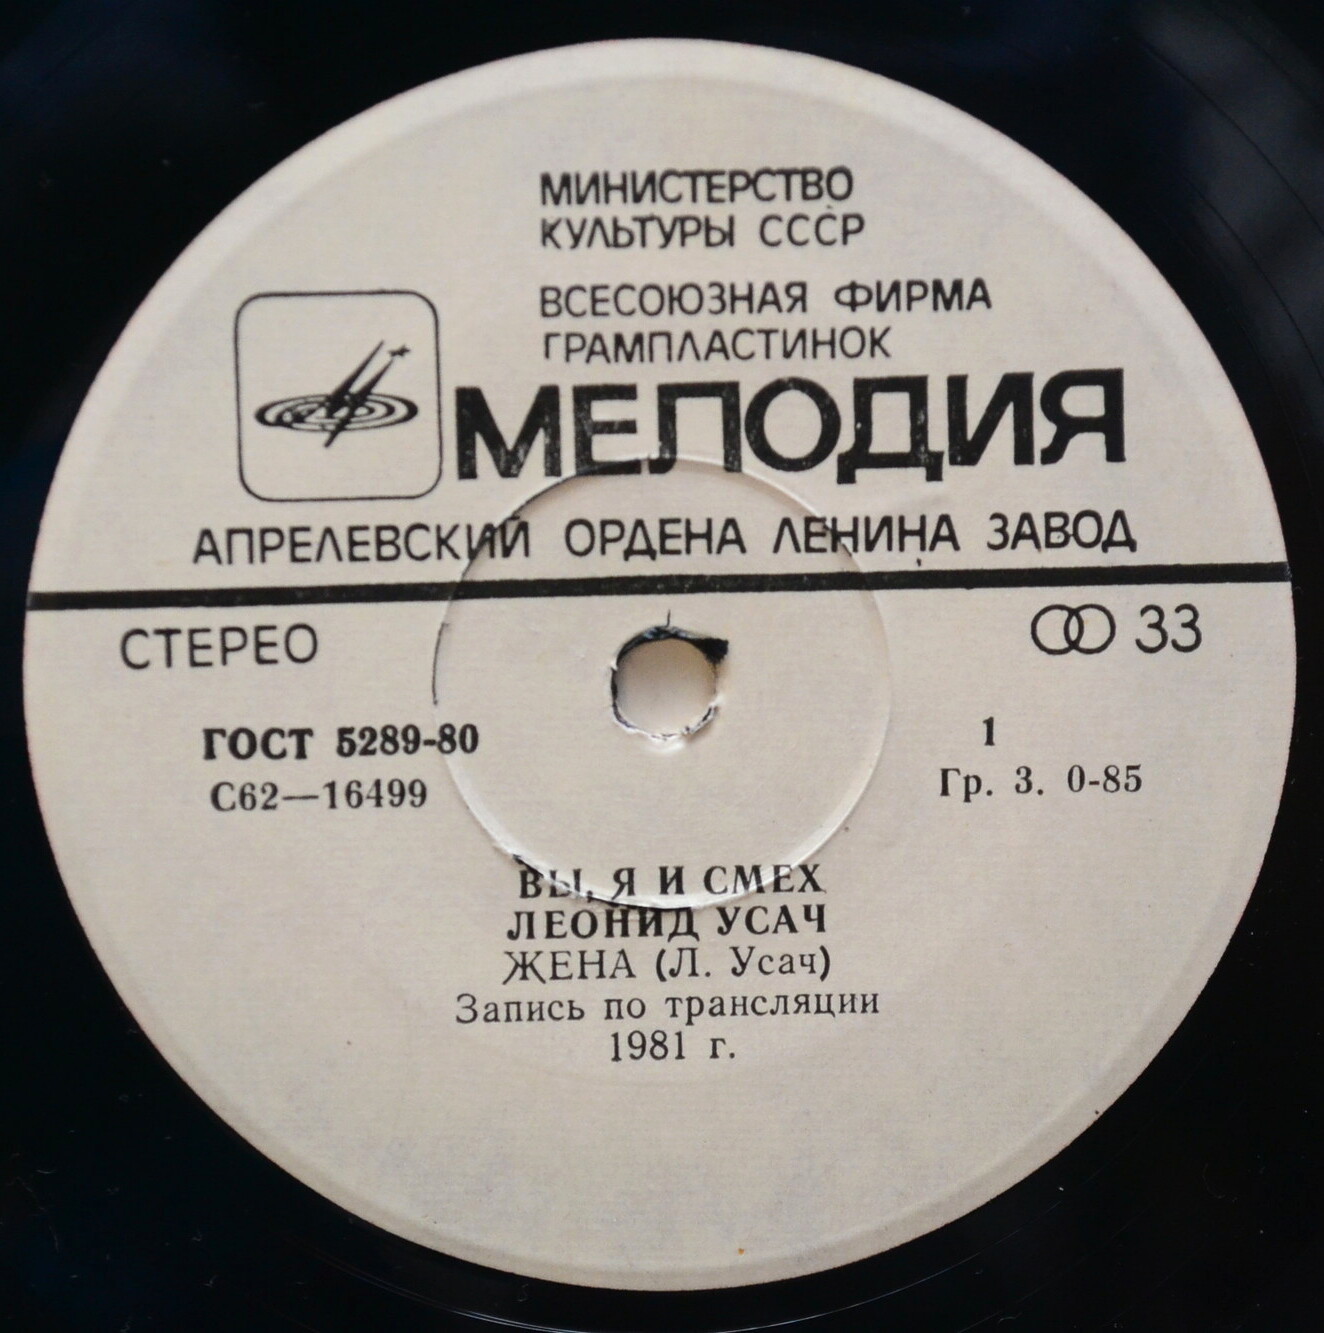 МИНИСТЕРСТВО
КУЛЬТУРЫ СССР
ВСЕСОЮЗНАЯ ФИРМА
ГРАМПЛАСТИНОК
МЕЛОДИЯ
АПРЕЛЕВСКИЙ ОРДЕНА ЛЕНИНА ЗАВОД
СТЕРЕО
33
ГОСТ 5289-80
С62—16499
1
Гр. 3. 0-85
ВЫ, Я И СМЕХ
ЛЕОНИД УСАЧ
ЖЕНА (Л. Усач)
Запись по трансляции
1981 г.